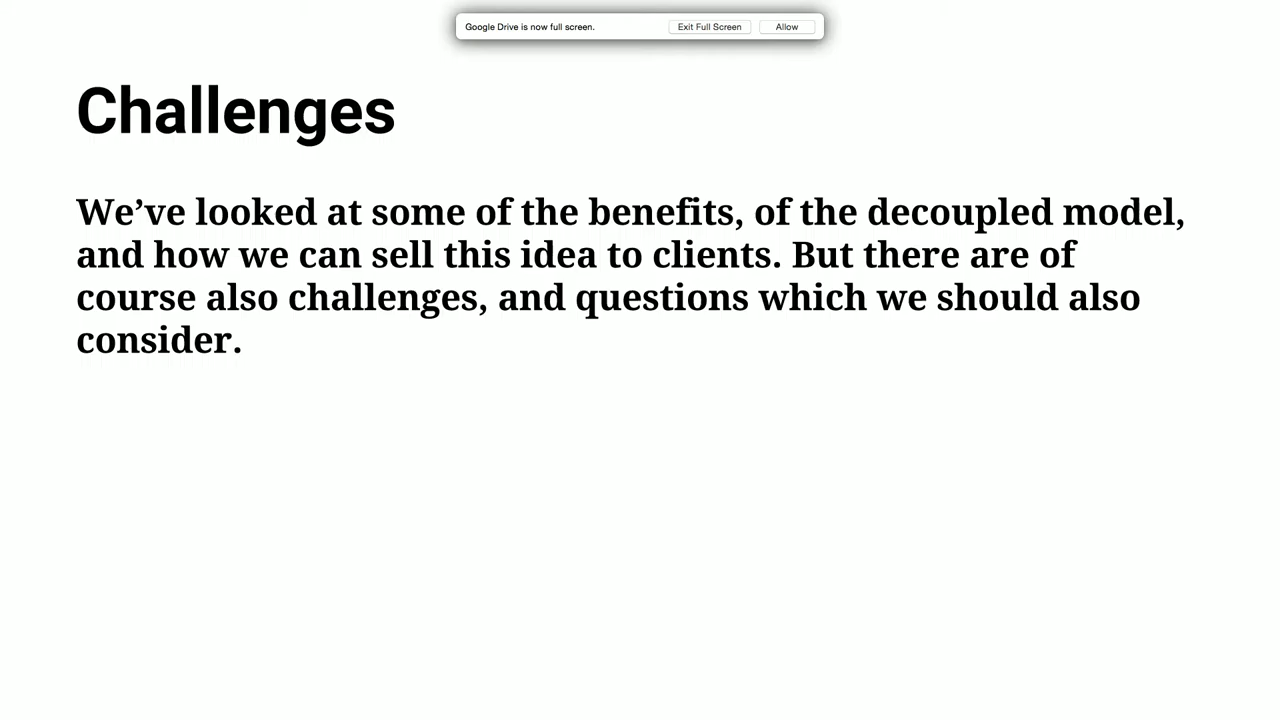 Google Drive is now full screen. Exit Full Screen Allow
Challenges
We’ve looked at some of the benefits, of the decoupled model,
and how we can sell this idea to clients. But there are of
course also challenges, and questions which we should also
consider.